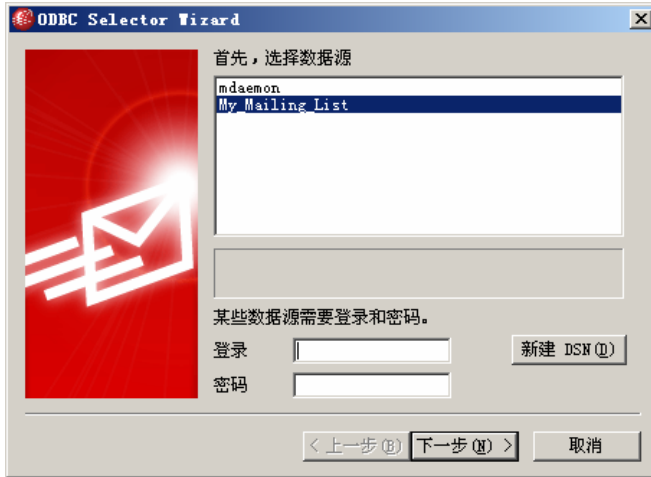 ODBC Selector Wizard
首先，选择数据源
mdaemon
My_Mailing_List
某些数据源需要登录和密码。
登录
新建 DSN(D)
密码
< 上一步(B) 下一步(N) > 取消